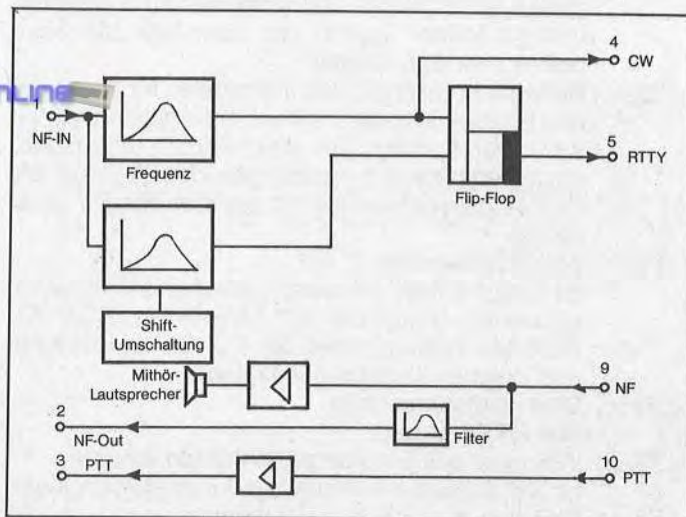 4
CW
NLINE
1
NF-IN
5
RTTY
Frequenz
Flip-Flop
Shift-
Umschaltung
Mithör-
Lautsprecher
9
NF
2
NF-Out
Filter
3
PTT
10
PTT